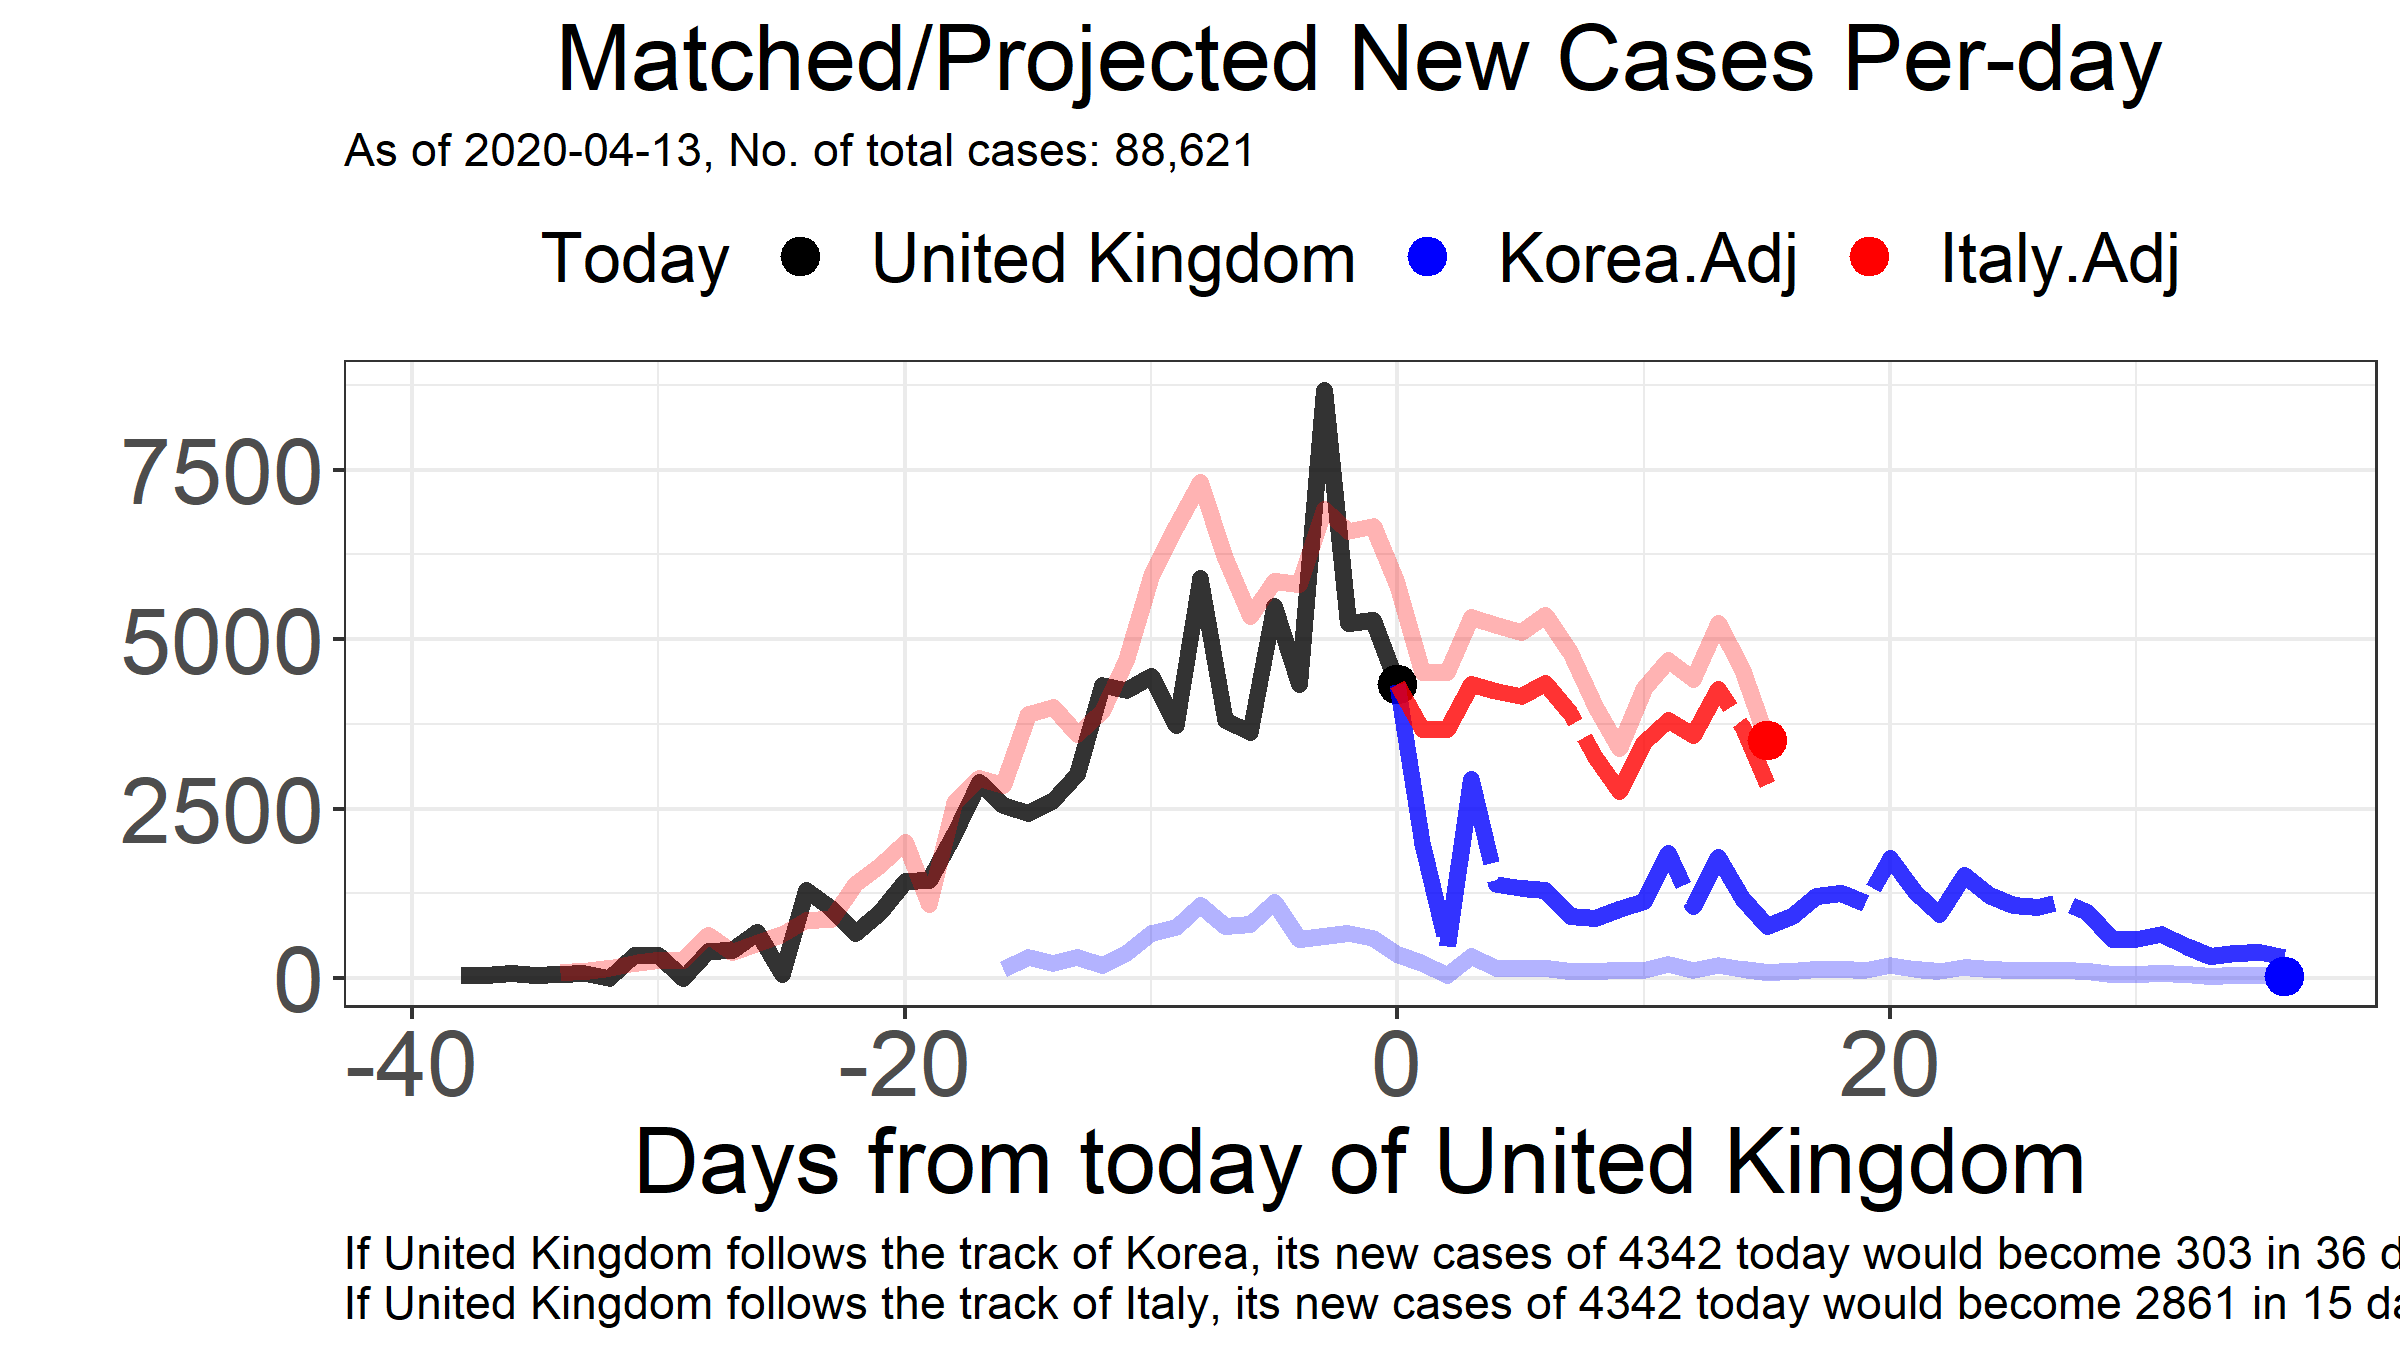 Matched/Projected New Cases Per-day
As of 2020-04-13, No. of total cases: 88,621
Today United Kingdom Korea.Adj Italy.Adj
7500
5000
2500
0
-40 -20 0 20
Days from today of United Kingdom
If United Kingdom follows the track of Korea, its new cases of 4342 today would become 303 in 36
If United Kingdom follows the track of Italy, its new cases of 4342 today would become 2861 in 15